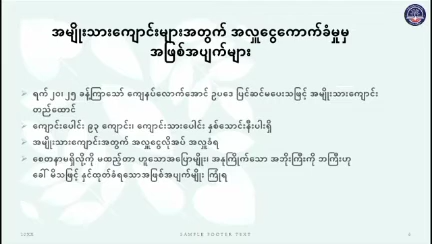 အမျိုးသားကျောင်းများအတွက် အလှူငွေကောက်ခံမှုမှ
အဖြစ်အပျက်များ
ရက် ၂၀၊ ၂၅ ခန့်ကြာသော် ကျေနပ်လောက်အောင် ဥပဒေ ပြင်ဆင်မပေးသဖြင့် အမျိုးသားကျောင်း
တည်ထောင်
ကျောင်းပေါင်း ၉၃ ကျောင်း၊ ကျောင်းသားပေါင်း နှစ်သောင်းနီးပါးရှိ
အမျိုးသားကျောင်းအတွက် အလှူငွေလိုအပ် အလှူခံရ
စေတနာမရှိလို့ကို မထည့်တာ ဟူသောအပြောမျိုး၊ အနုကြိုက်သော အဘိုးကြီးကို ဘကြီးဟု
ခေါ် မိသဖြင့် နှင်ထုတ်ခံရသောအဖြစ်အပျက်မျိုး ကြုံရ
SAMPLE FOOTER TEXT